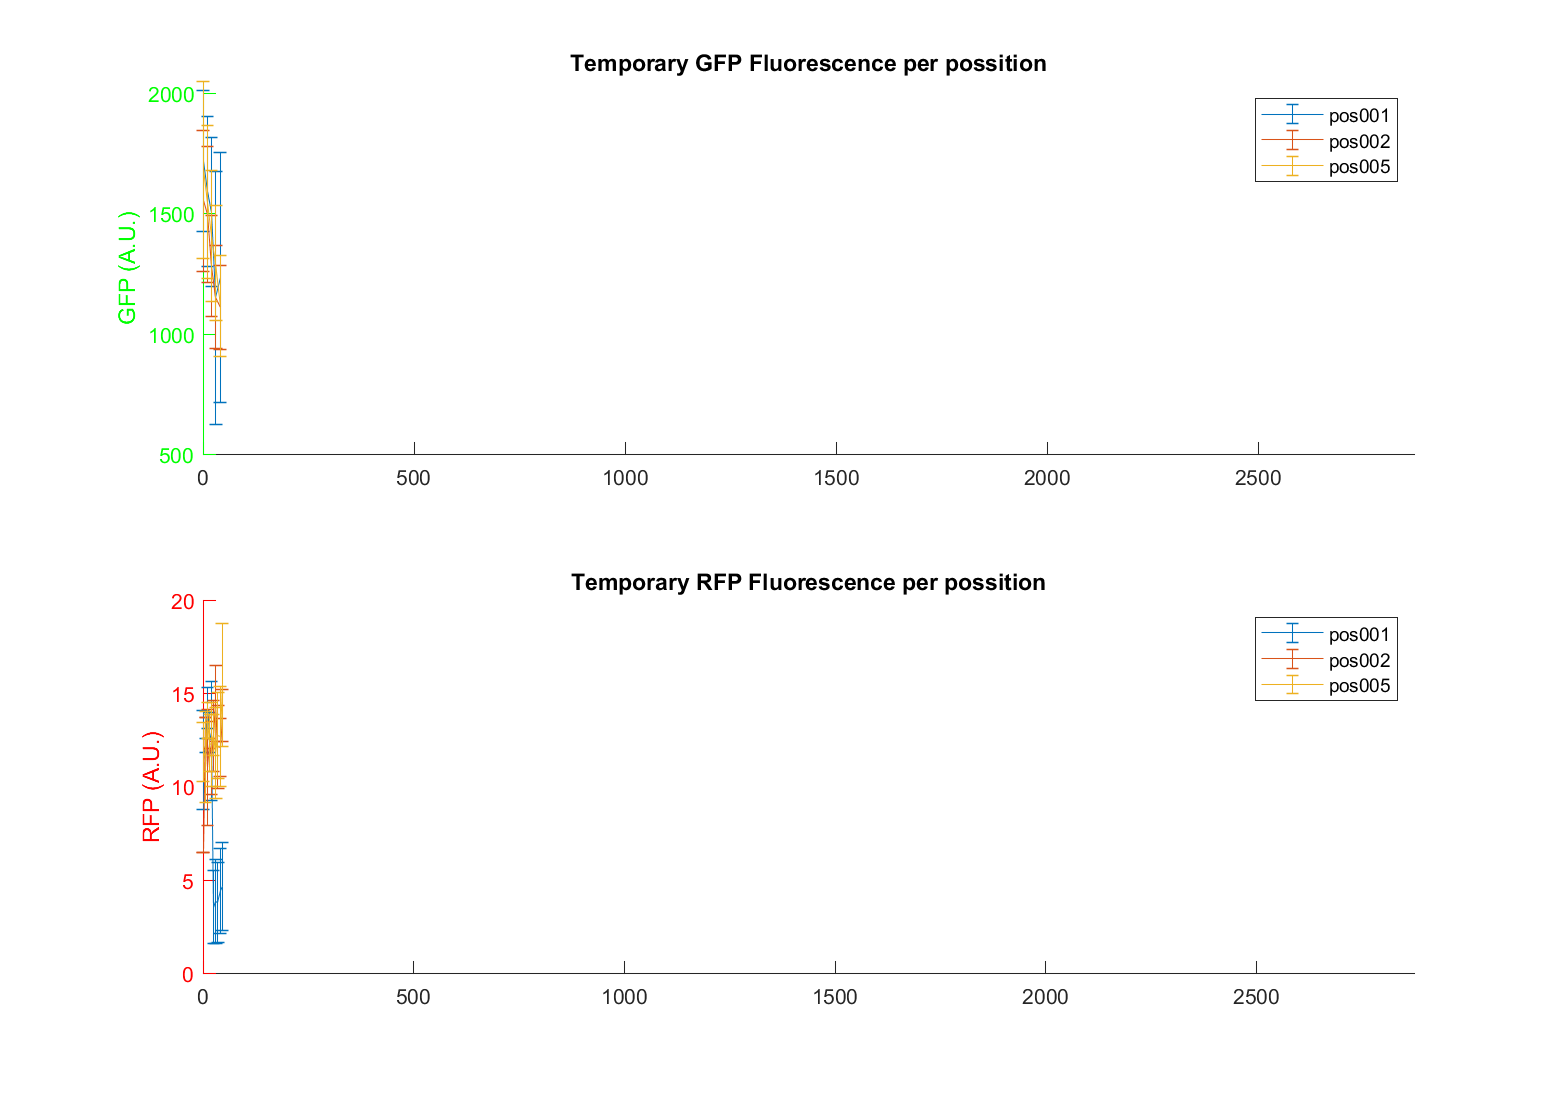 Temporary GFP Fluorescence per possition
GFP (A.U.)
2000
1500
1000
500
0 500 1000 1500 2000 2500
pos001
pos002
pos005
Temporary RFP Fluorescence per possition
RFP (A.U.)
20
15
10
5
0
0 500 1000 1500 2000 2500
pos001
pos002
pos005